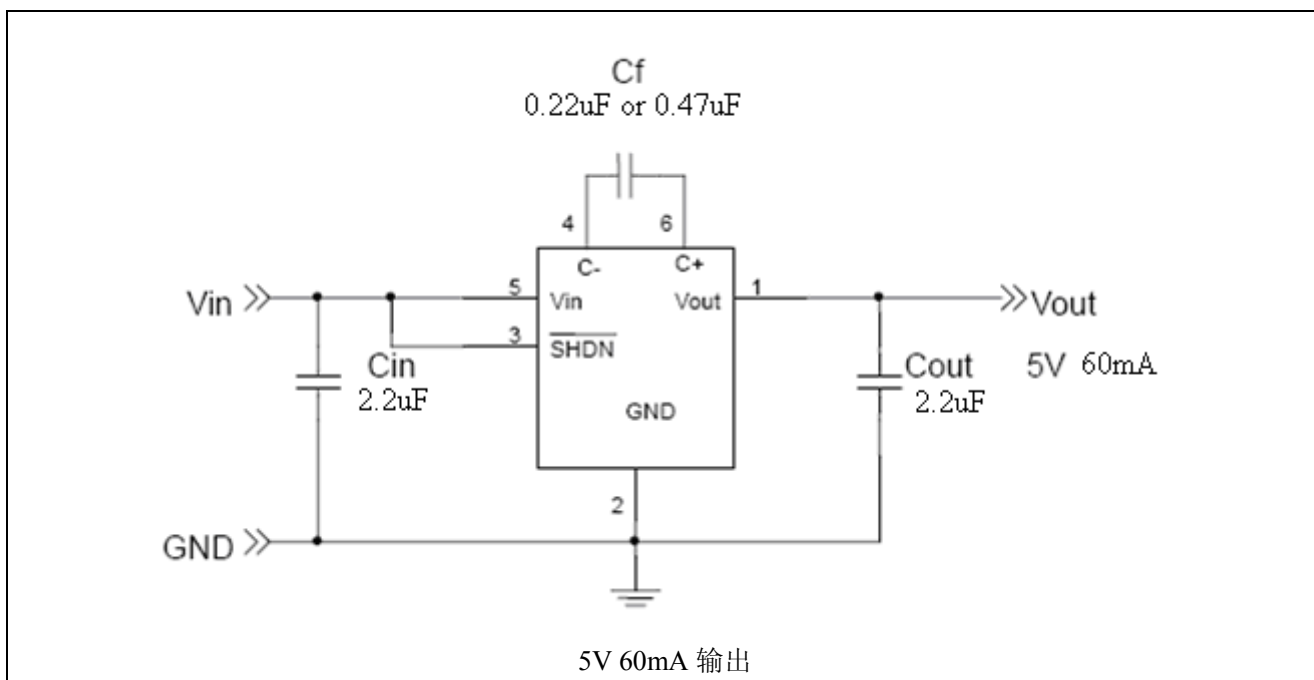 Cf
0.22uF or 0.47uF
4
6
C-
C+
Vin
5
Vin
Vout
1
Vout
3
SHDN
Cin
2.2uF
Cout
2.2uF
5V 60mA
GND
2
GND
5V 60mA 输出